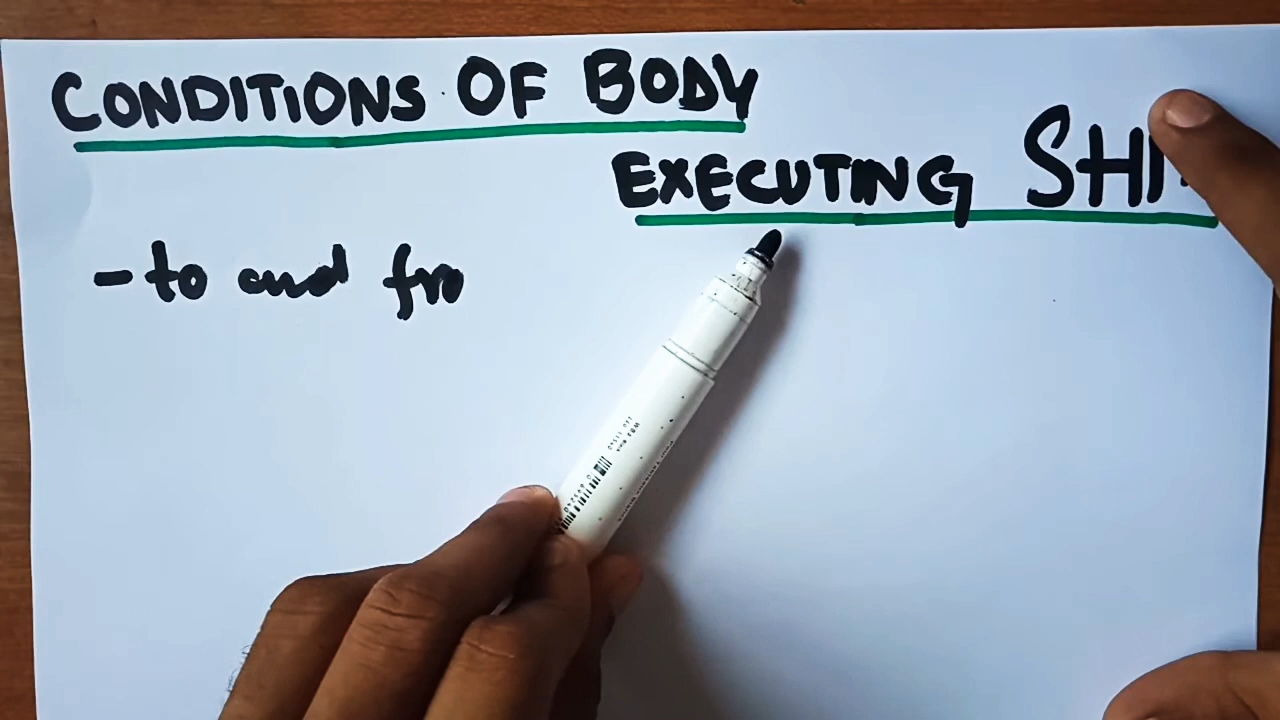 CONDITIONS OF BODY
EXECUTING SH
- to and fro